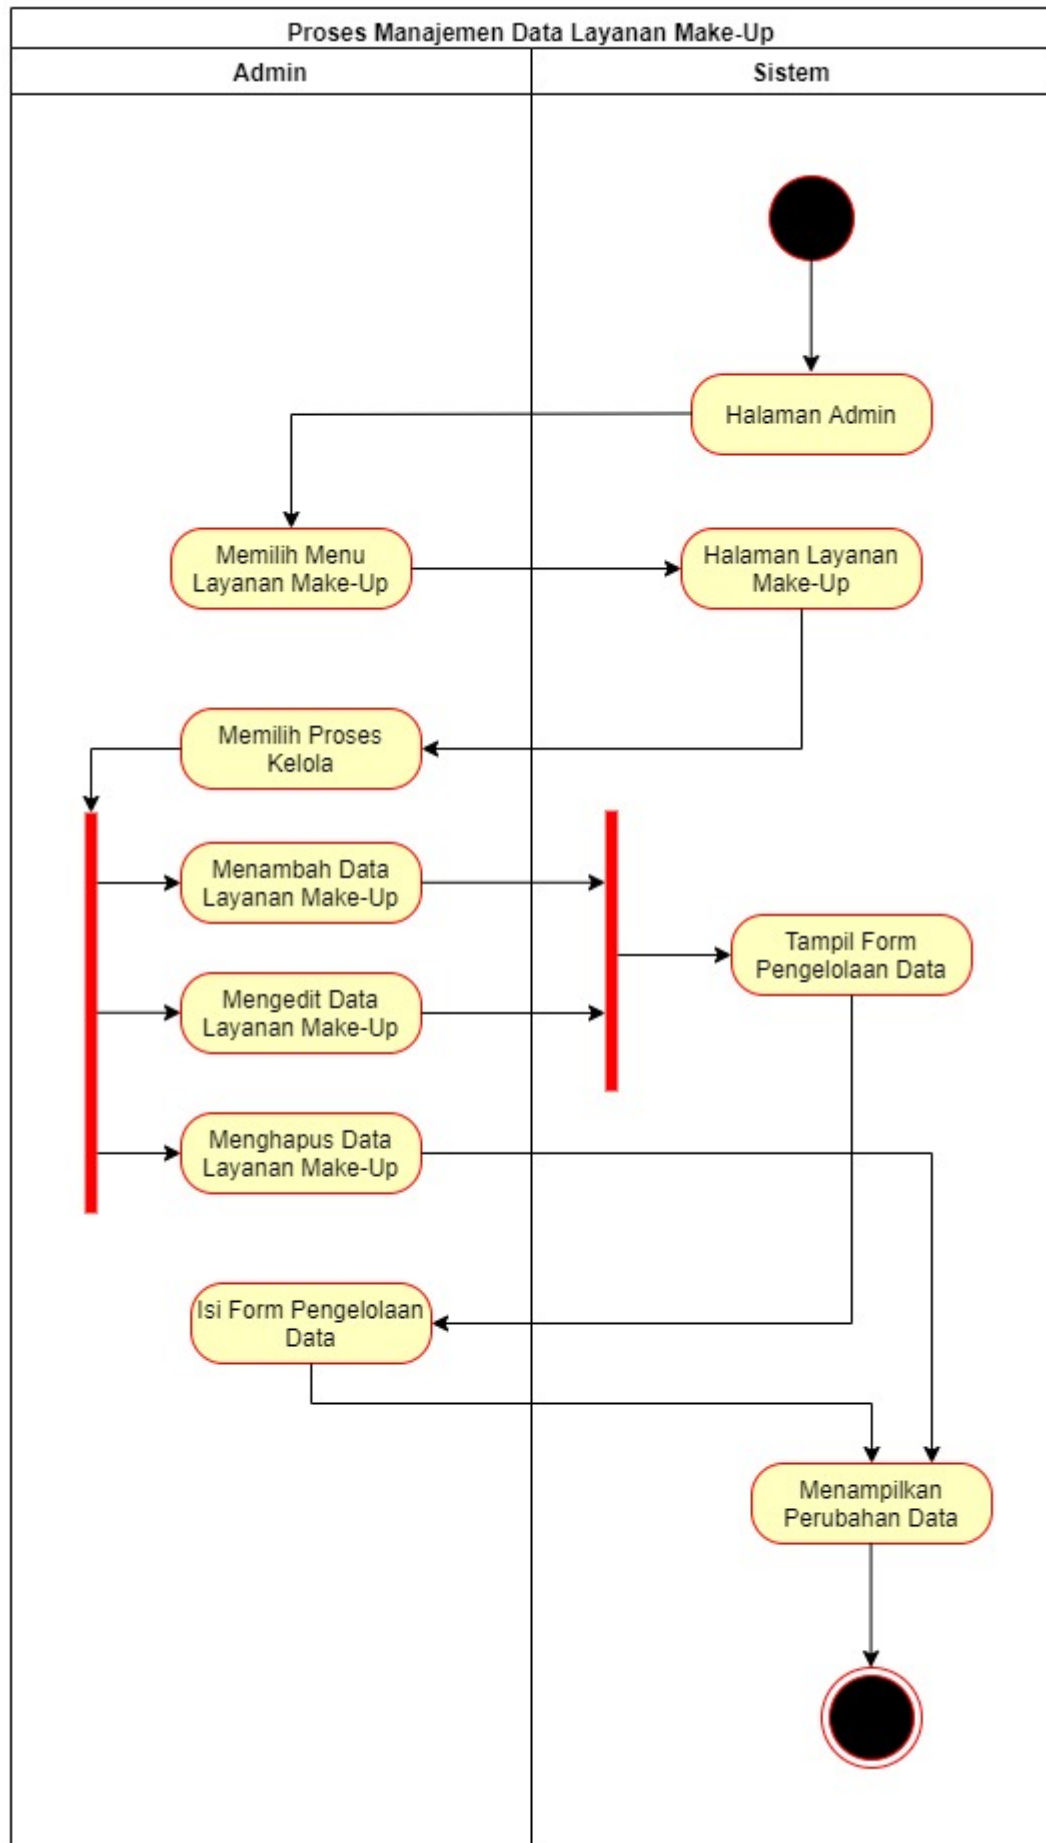 Proses Manajemen Data Layanan Make-Up
Admin
Sistem
Halaman Admin
Memilih Menu
Layanan Make-Up
Halaman Layanan
Make-Up
Memilih Proses
Kelola
Menambah Data
Layanan Make-Up
Tampil Form
Pengelolaan Data
Mengedit Data
Layanan Make-Up
Menghapus Data
Layanan Make-Up
Isi Form Pengelolaan
Data
Menampilkan
Perubahan Data